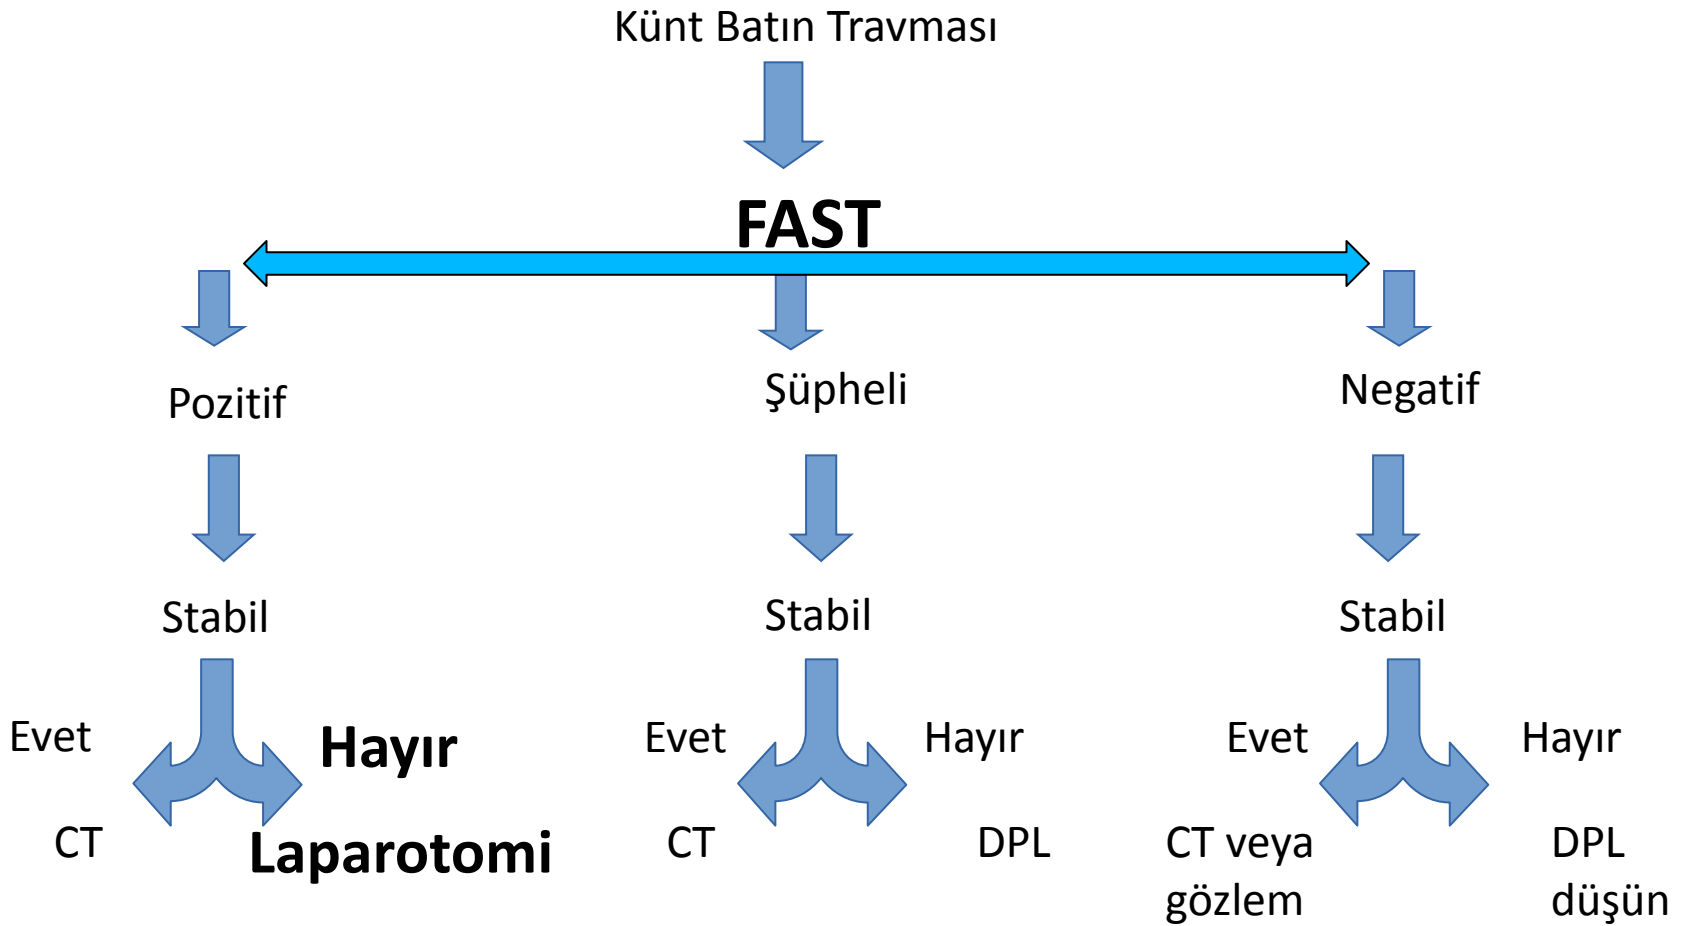 Künt Batın Travması
FAST
Pozitif
Şüpheli
Negatif
Stabil
Stabil
Stabil
Evet
Hayır
Evet
Hayır
Evet
Hayır
CT
Laparotomi
CT
DPL
CT veya
gözlem
DPL
düşün